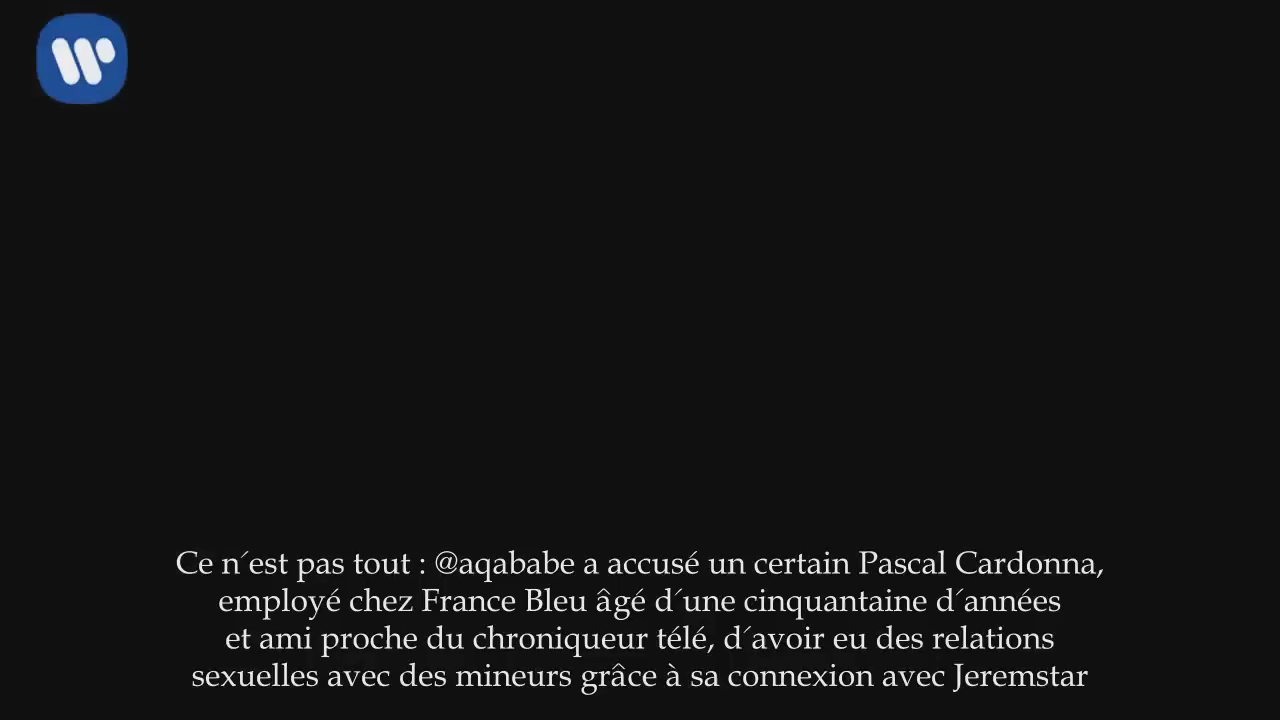 Ce n´est pas tout : @aqababe a accusé un certain Pascal Cardonna,
employé chez France Bleu âgé d´une cinquantaine d´années
et ami proche du chroniqueur télé, d´avoir eu des relations
sexuelles avec des mineurs grâce à sa connexion avec Jeremstar